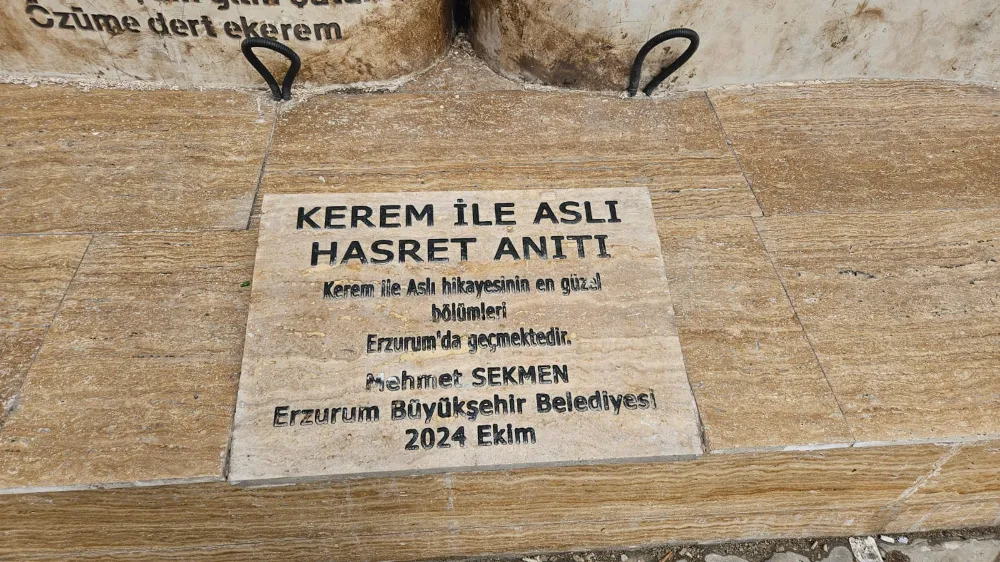 Özüme dert ekerem
KEREM İLE ASLI
HASRET ANITI
Kerem ile Aslı hikayesinin en güzel
bölümleri
Erzurum'da geçmektedir.
Mehmet SEKMEN
Erzurum Büyükşehir Belediyesi
2024 Ekim